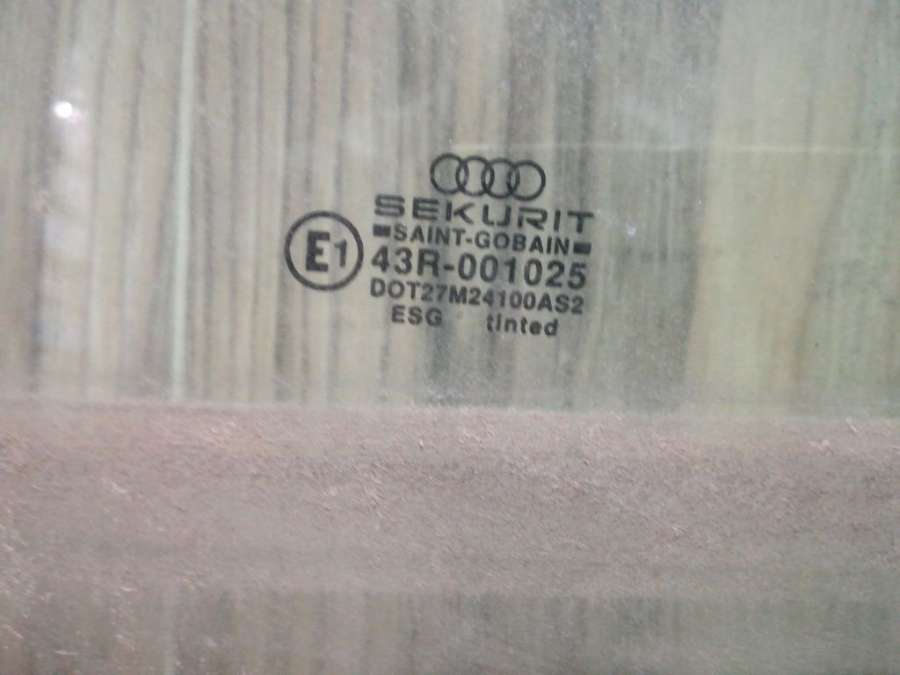 SEKURIT
SAINT-GOBAIN
E1
43R-001025
DOT27M24100AS2
ESG tinted